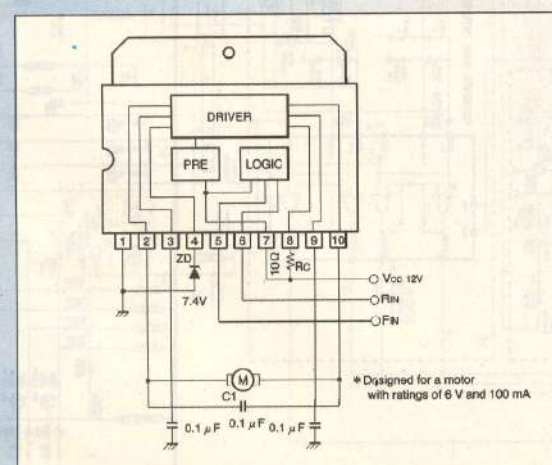 DRIVER
PRE LOGIC
1 2 3 4 5 6 7 8 9 10
ZD
10Ω
Rc
7.4V
Vcc 12V
RIN
FIN
M
C1
* Designed for a motor
with ratings of 6 V and 100 mA
0.1 μF 0.1 μF 0.1 μF